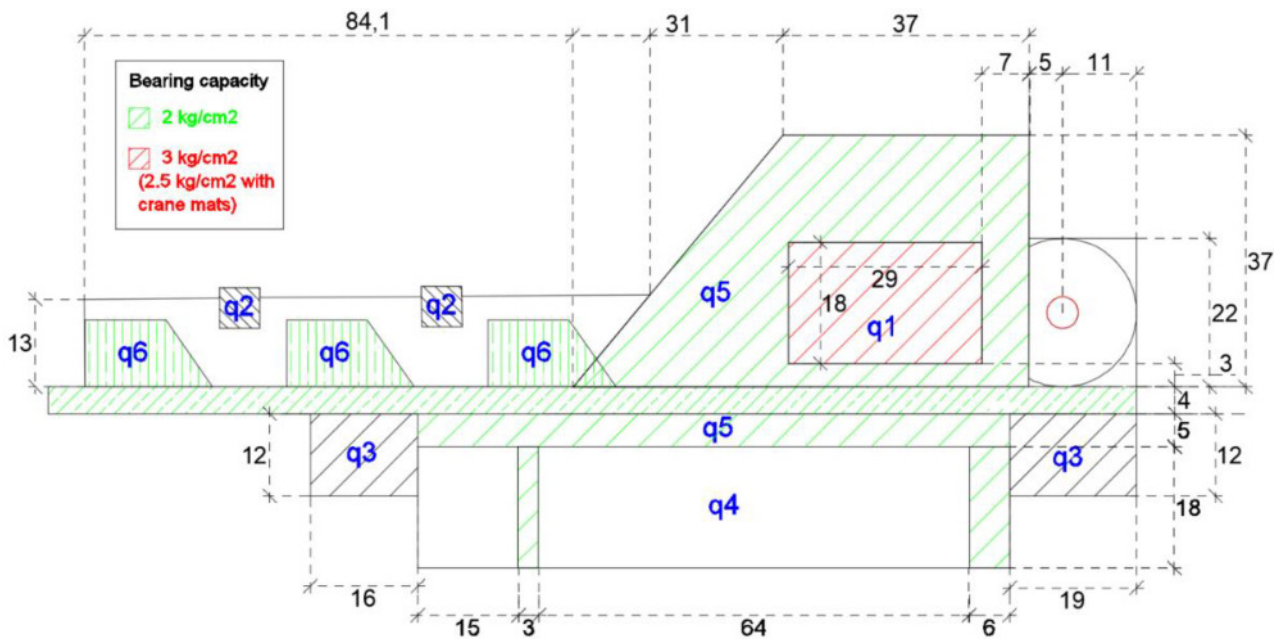 84,1
31
37
7
5
11
Bearing capacity
2 kg/cm2
3 kg/cm2
(2.5 kg/cm2 with
crane mats)
37
22
3
4
5
12
18
13
q2
q2
q5
29
18
q1
q6
q6
q6
q5
12
q3
q3
q4
16
15
3
64
6
19